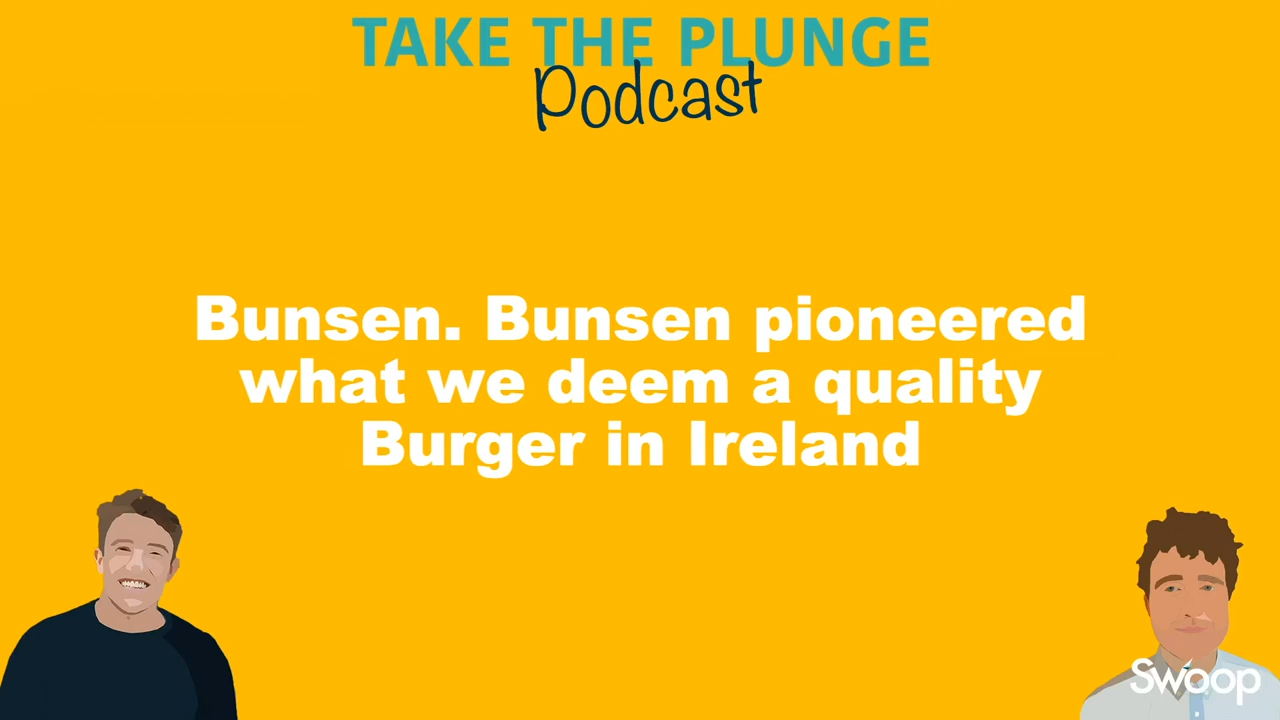 TAKE THE PLUNGE
Podcast
Bunsen. Bunsen pioneered
what we deem a quality
Burger in Ireland
Swoop